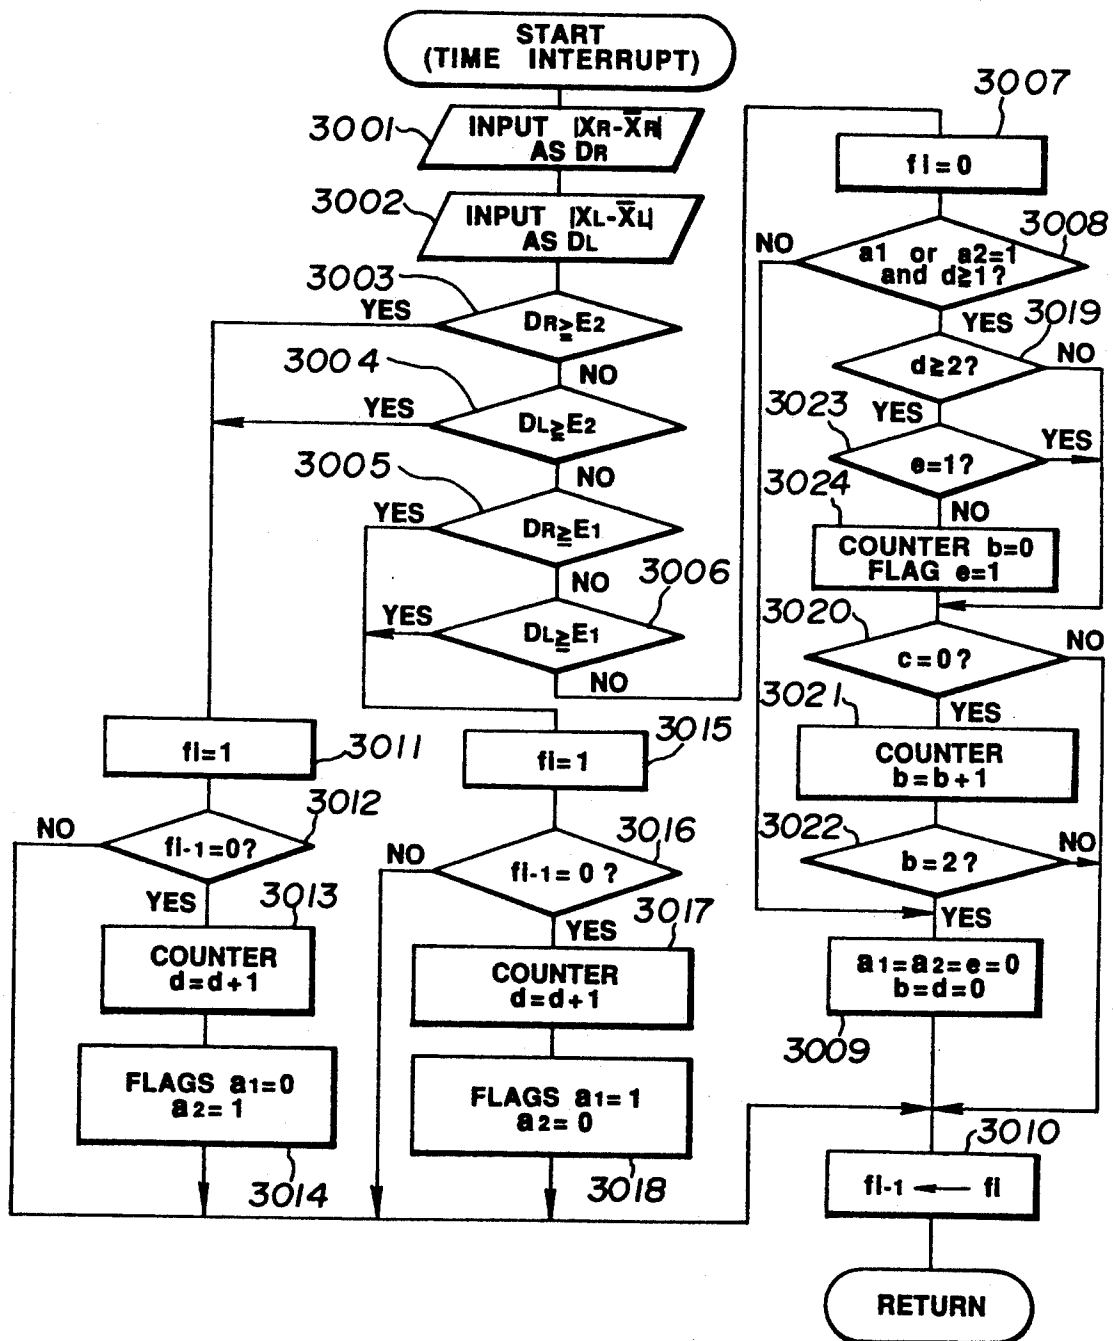 START
(TIME INTERRUPT)
3001
INPUT |XR-X̅R|
AS DR
3002
INPUT |XL-X̅L|
AS DL
3003
YES
DR≧E2
NO
3004
YES
DL≧E2
NO
3005
YES
DR≧E1
NO
3006
YES
DL≧E1
NO
fi=1
3011
3012
NO
fi-1=0?
YES
3013
COUNTER
d=d+1
FLAGS a1=0
a2=1
3014
fi=1
3015
3016
NO
fi-1=0?
YES
3017
COUNTER
d=d+1
FLAGS a1=1
a2=0
3018
3007
fi=0
3008
NO
a1 or a2=1
and d≧1?
YES
3019
d≧2?
NO
YES
3023
e=1?
YES
NO
3024
COUNTER b=0
FLAG e=1
3020
c=0?
NO
YES
3021
COUNTER
b=b+1
3022
b=2?
NO
YES
a1=a2=e=0
b=d=0
3009
3010
fi-1 ← fi
RETURN